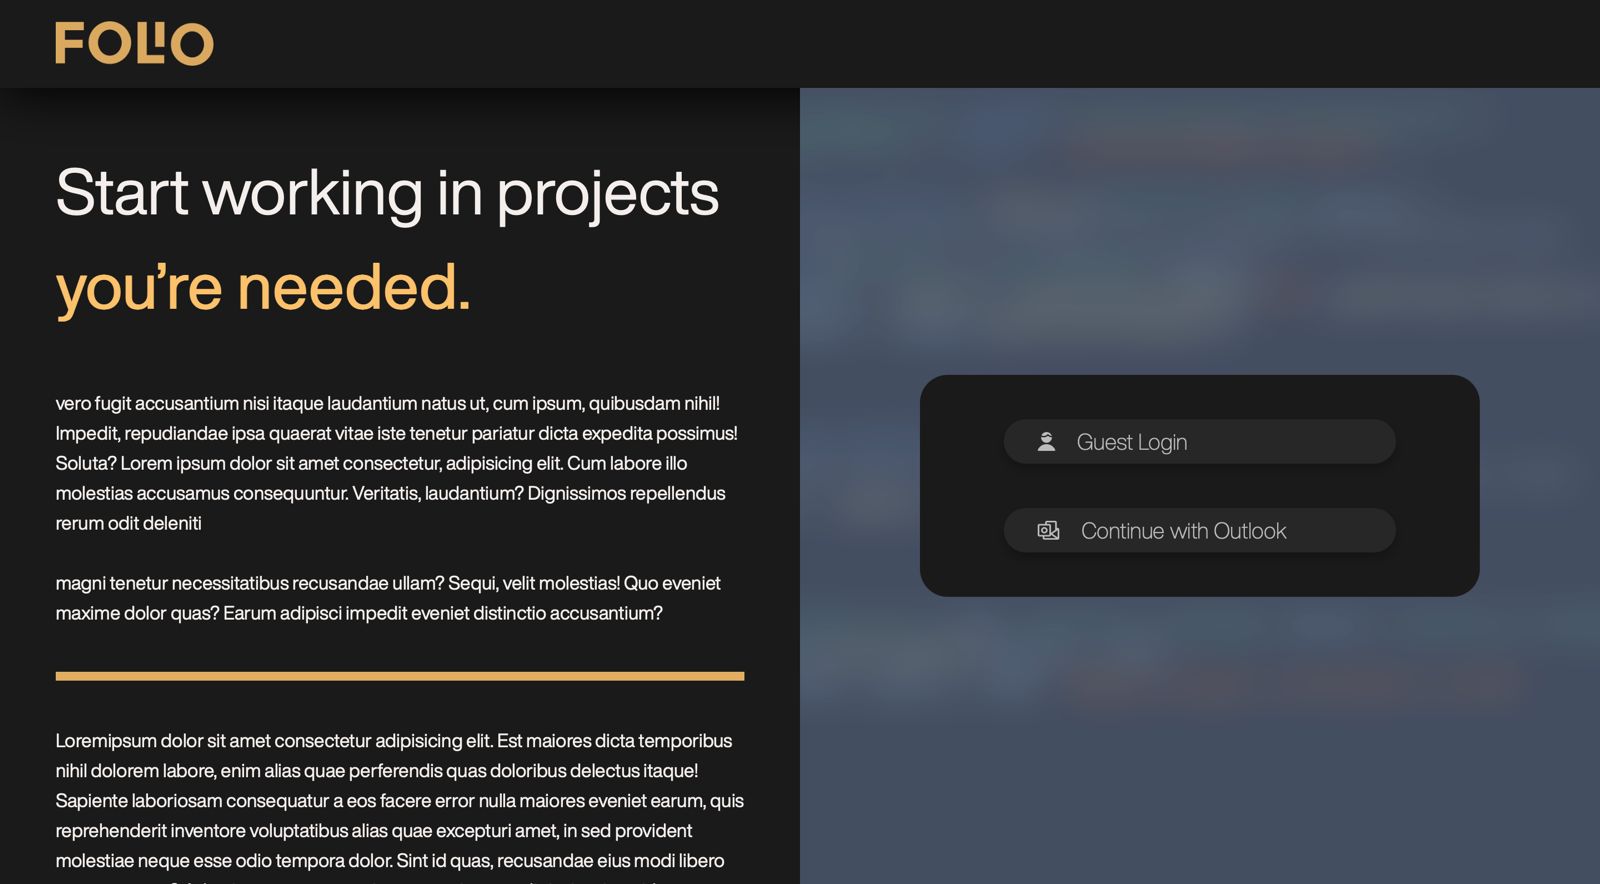 FOLIO
Start working in projects
you're needed.
vero fugit accusantium nisi itaque laudantium natus ut, cum ipsum, quibusdam nihil!
Impedit, repudiandae ipsa quaerat vitae iste tenetur pariatur dicta expedita possimus!
Soluta? Lorem ipsum dolor sit amet consectetur, adipisicing elit. Cum labore illo
molestias accusamus consequuntur. Veritatis, laudantium? Dignissimos repellendus
rerum odit deleniti
magni tenetur necessitatibus recusandae ullam? Sequi, velit molestias! Quo eveniet
maxime dolor quas? Earum adipisci impedit eveniet distinctio accusantium?
Loremipsum dolor sit amet consectetur adipisicing elit. Est maiores dicta temporibus
nihil dolorem labore, enim alias quae perferendis quas doloribus delectus itaque!
Sapiente laboriosam consequatur a eos facere error nulla maiores eveniet earum, quis
reprehenderit inventore voluptatibus alias quae excepturi amet, in sed provident
molestiae neque esse odio tempora dolor. Sint id quas, recusandae eius modi libero
Guest Login
Continue with Outlook